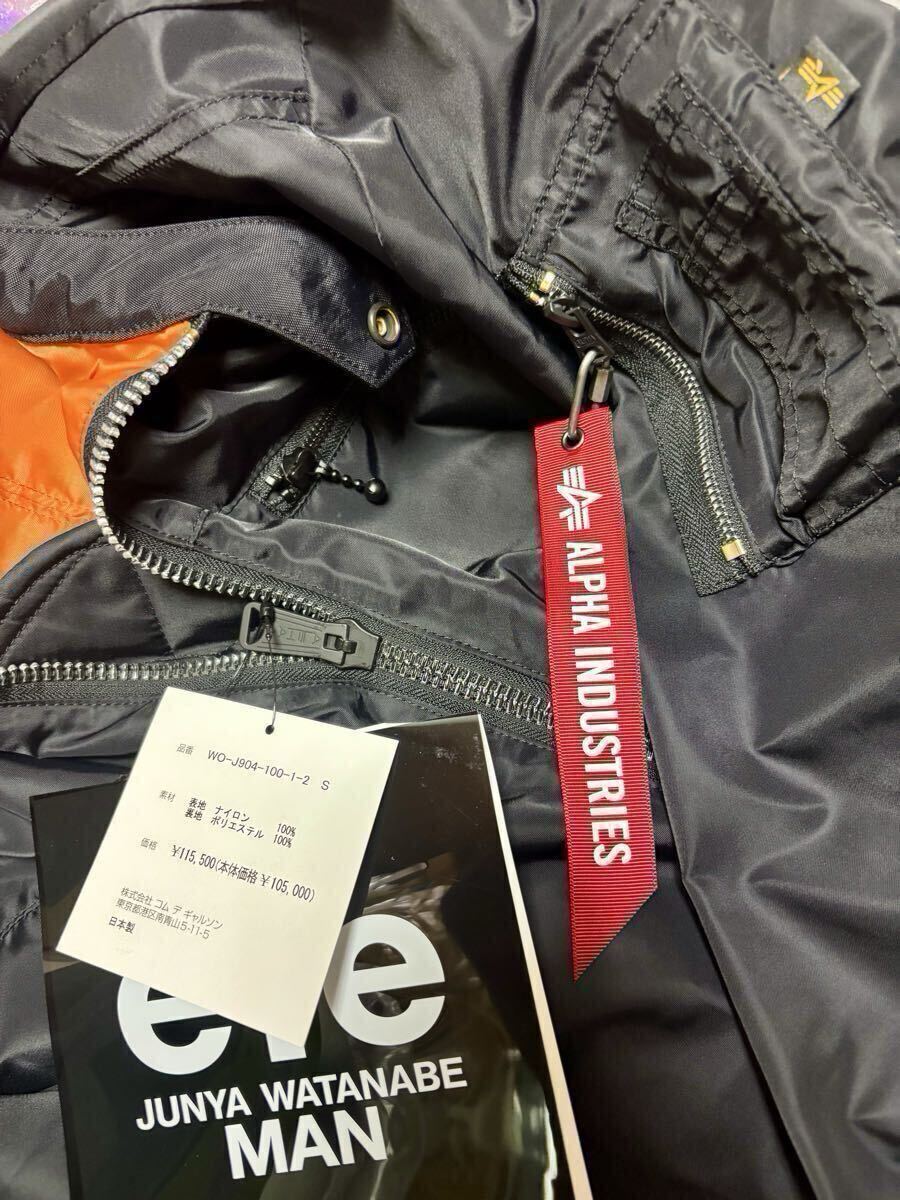 品番 WO-J904-100-1-2 S
素材 表地 ナイロン 100%
裏地 ポリエステル 100%
価格 ¥115,500(本体価格 ¥105,000)
株式会社 コム デ ギャルソン
東京都港区南青山5-11-5
日本製
eYe
JUNYA WATANABE
MAN
ALPHA INDUSTRIES